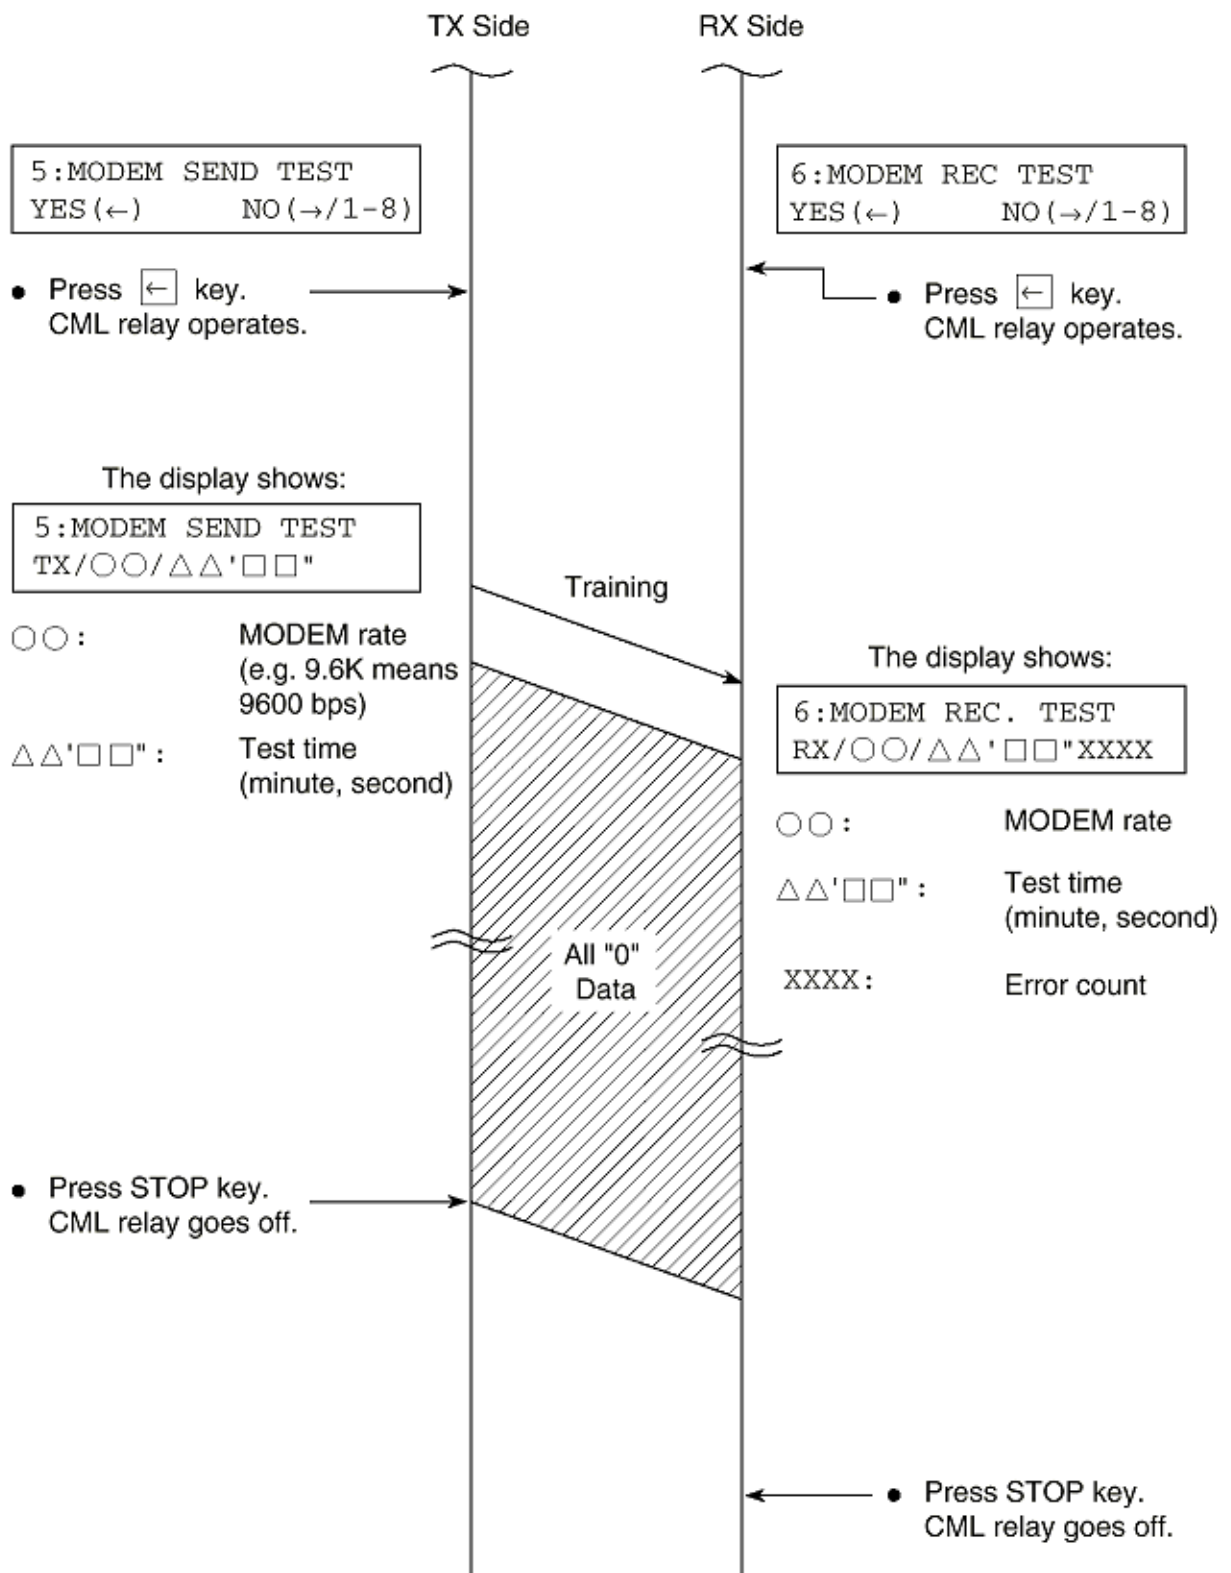 TX Side
RX Side
5:MODEM SEND TEST
YES(←) NO(→/1-8)
6:MODEM REC TEST
YES(←) NO(→/1-8)
● Press ← key.
CML relay operates.
● Press ← key.
CML relay operates.
The display shows:
5:MODEM SEND TEST
TX/○○/△△'□□"
○○: MODEM rate
(e.g. 9.6K means
9600 bps)
△△'□□": Test time
(minute, second)
Training
The display shows:
6:MODEM REC. TEST
RX/○○/△△'□□"XXXX
○○: MODEM rate
△△'□□": Test time
(minute, second)
XXXX: Error count
All "0"
Data
● Press STOP key.
CML relay goes off.
● Press STOP key.
CML relay goes off.